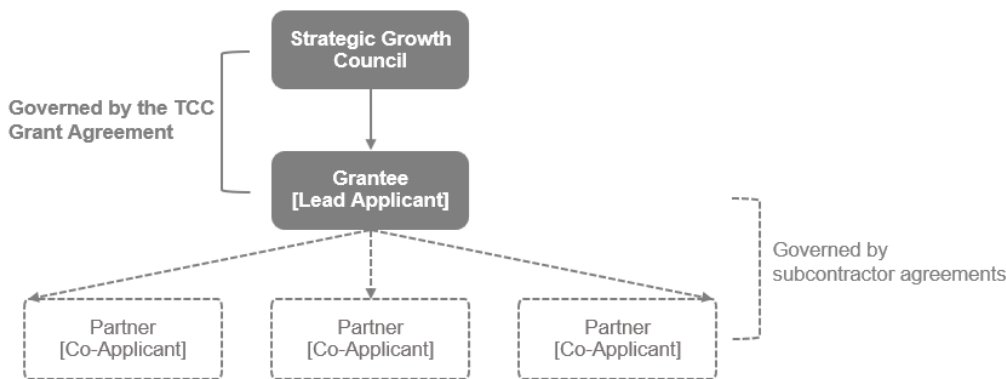 Strategic Growth
Council
Governed by the TCC
Grant Agreement
Grantee
[Lead Applicant]
Governed by
subcontractor agreements
Partner
[Co-Applicant]
Partner
[Co-Applicant]
Partner
[Co-Applicant]